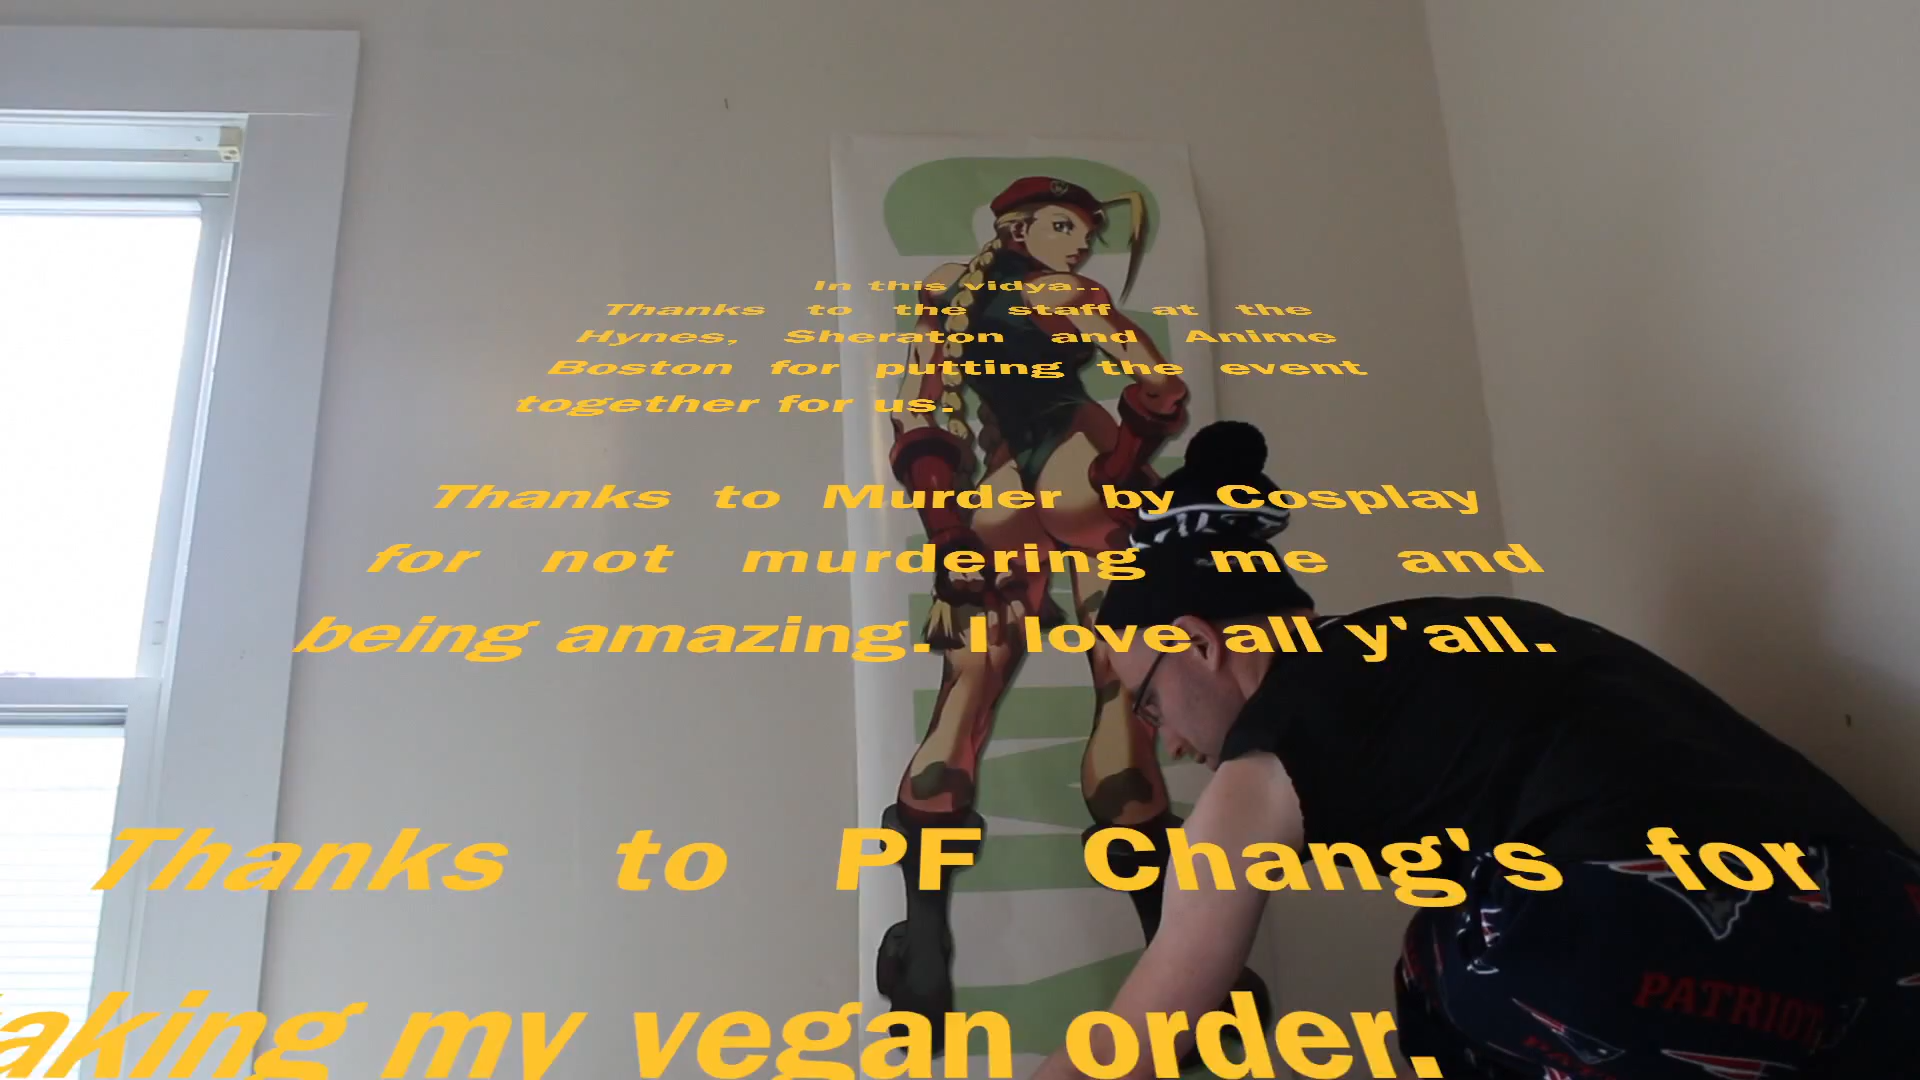 In this vidya..
Thanks to the staff at the
Hynes, Sheraton and Anime
Boston for putting the event
together for us.
Thanks to Murder by Cosplay
for not murdering me and
being amazing. I love all y'all.
Thanks to PF Chang's for
taking my vegan order.
PATRIOTS